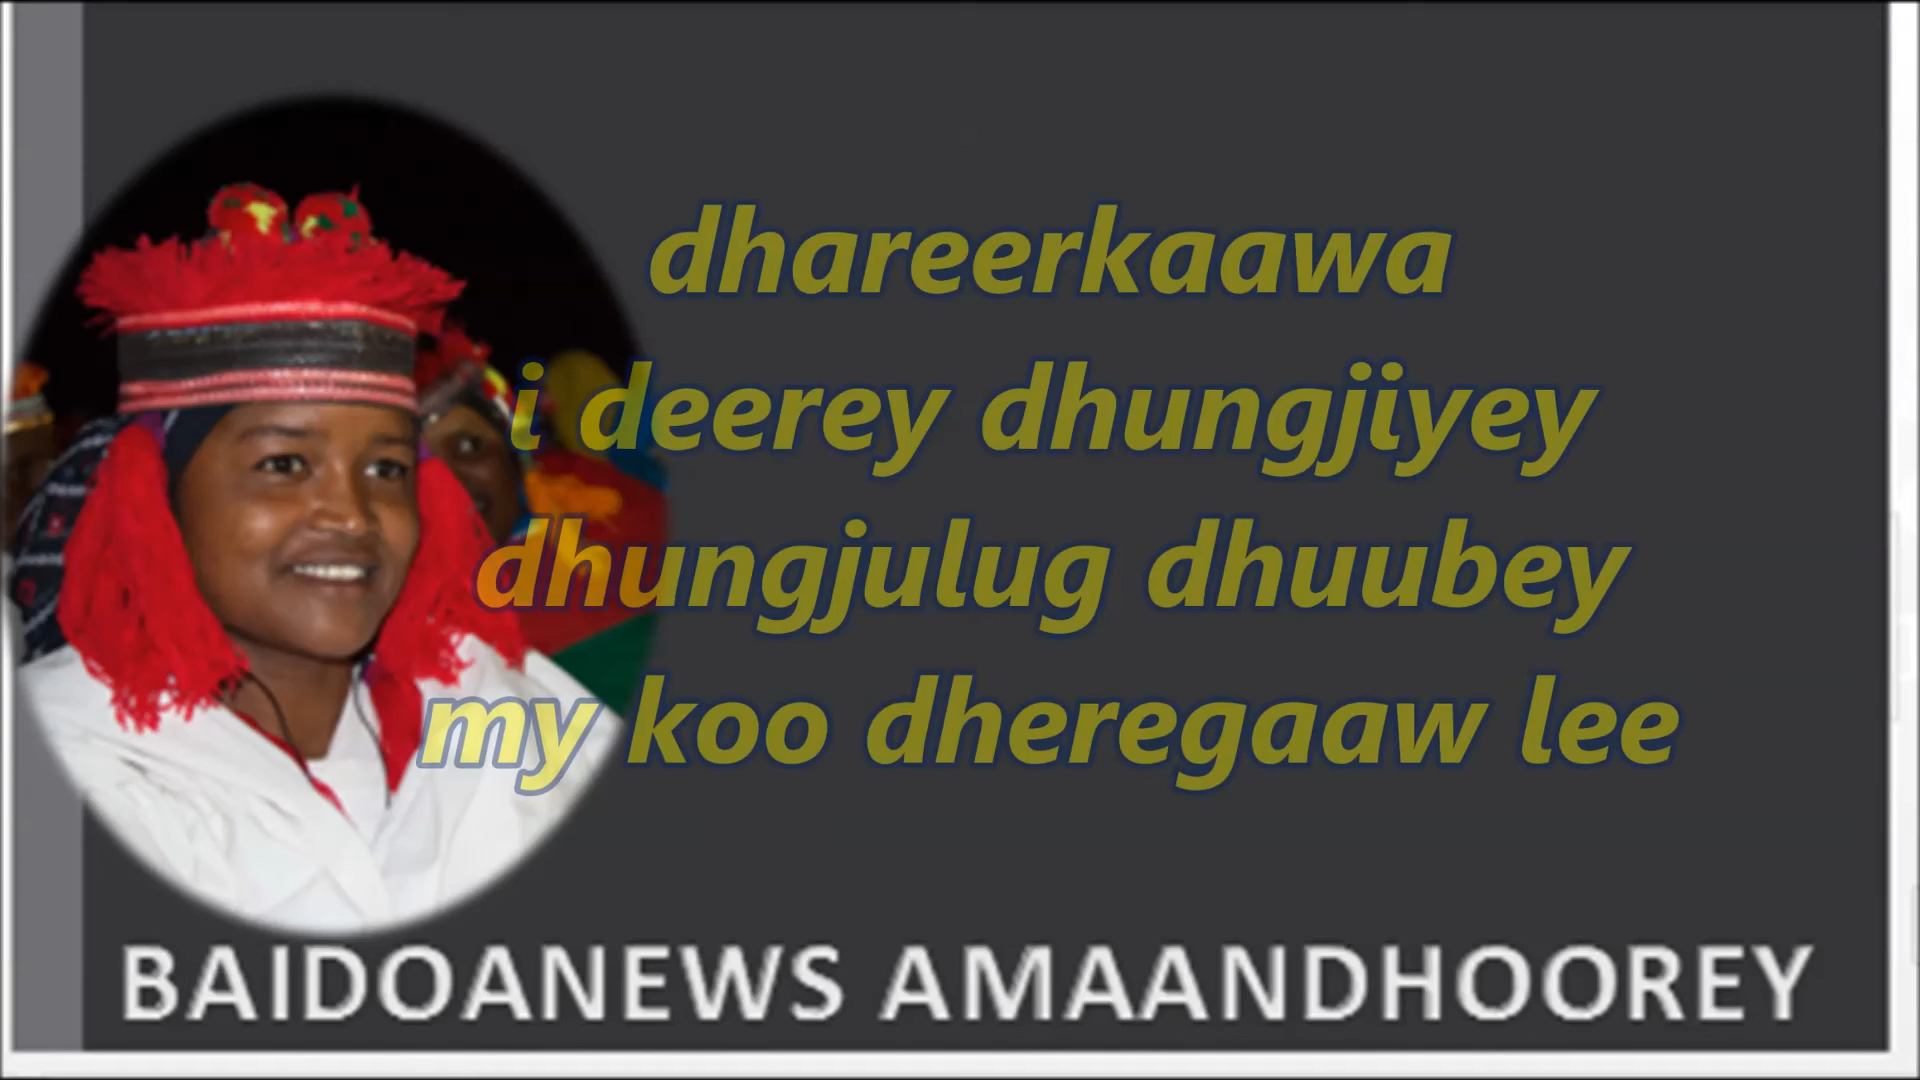 dhareerkaawa
i deerey dhungjiyey
dhungjulug dhuubey
my koo dheregaaw lee
BAIDOANEWS AMAANDHOOREY